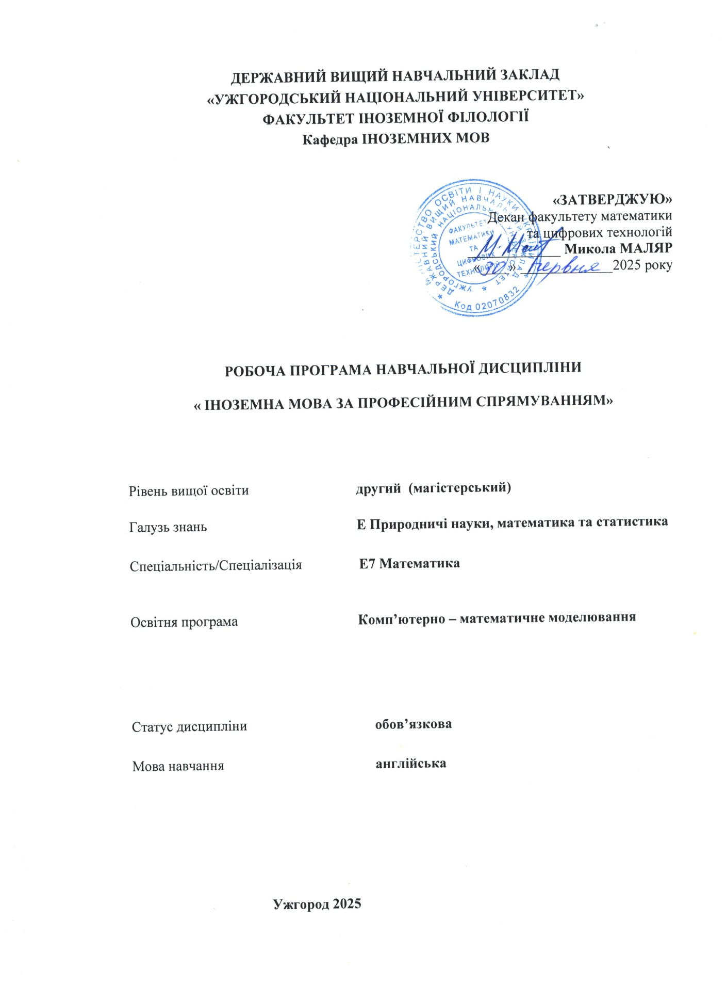 ДЕРЖАВНИЙ ВИЩИЙ НАВЧАЛЬНИЙ ЗАКЛАД
«УЖГОРОДСЬКИЙ НАЦІОНАЛЬНИЙ УНІВЕРСИТЕТ»
ФАКУЛЬТЕТ ІНОЗЕМНОЇ ФІЛОЛОГІЇ
Кафедра ІНОЗЕМНИХ МОВ
«ЗАТВЕРДЖУЮ»
Декан факультету математики
та цифрових технологій
Микола МАЛЯР
«30» червня 2025 року
МІНІСТЕРСТВО ОСВІТИ І НАУКИ УКРАЇНИ
ДЕРЖАВНИЙ ВИЩИЙ НАВЧАЛЬНИЙ ЗАКЛАД
УЖГОРОДСЬКИЙ НАЦІОНАЛЬНИЙ УНІВЕРСИТЕТ
ФАКУЛЬТЕТ
МАТЕМАТИКИ
ТА
ЦИФРОВИХ
ТЕХНОЛОГІЙ
Код 02070832
РОБОЧА ПРОГРАМА НАВЧАЛЬНОЇ ДИСЦИПЛІНИ
« ІНОЗЕМНА МОВА ЗА ПРОФЕСІЙНИМ СПРЯМУВАННЯМ»
Рівень вищої освіти другий (магістерський)
Галузь знань Е Природничі науки, математика та статистика
Спеціальність/Спеціалізація Е7 Математика
Освітня програма Комп’ютерно – математичне моделювання
Статус дисципліни обов’язкова
Мова навчання англійська
Ужгород 2025